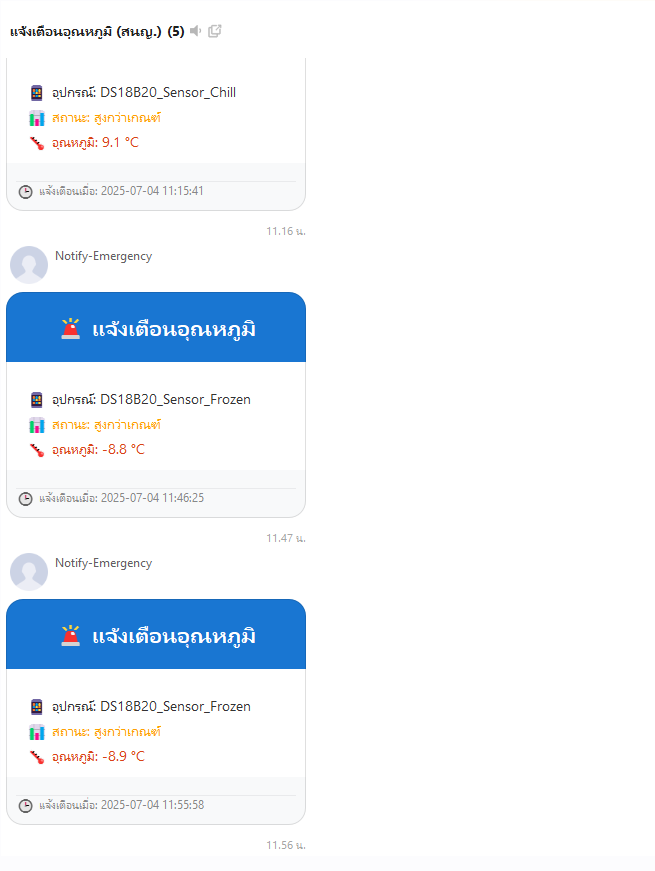 แจ้งเตือนอุณหภูมิ (สนญ.) (5)
อุปกรณ์: DS18B20_Sensor_Chill
สถานะ: สูงกว่าเกณฑ์
อุณหภูมิ: 9.1 °C
แจ้งเตือนเมื่อ: 2025-07-04 11:15:41
11.16 น.
Notify-Emergency
แจ้งเตือนอุณหภูมิ
อุปกรณ์: DS18B20_Sensor_Frozen
สถานะ: สูงกว่าเกณฑ์
อุณหภูมิ: -8.8 °C
แจ้งเตือนเมื่อ: 2025-07-04 11:46:25
11.47 น.
Notify-Emergency
แจ้งเตือนอุณหภูมิ
อุปกรณ์: DS18B20_Sensor_Frozen
สถานะ: สูงกว่าเกณฑ์
อุณหภูมิ: -8.9 °C
แจ้งเตือนเมื่อ: 2025-07-04 11:55:58
11.56 น.